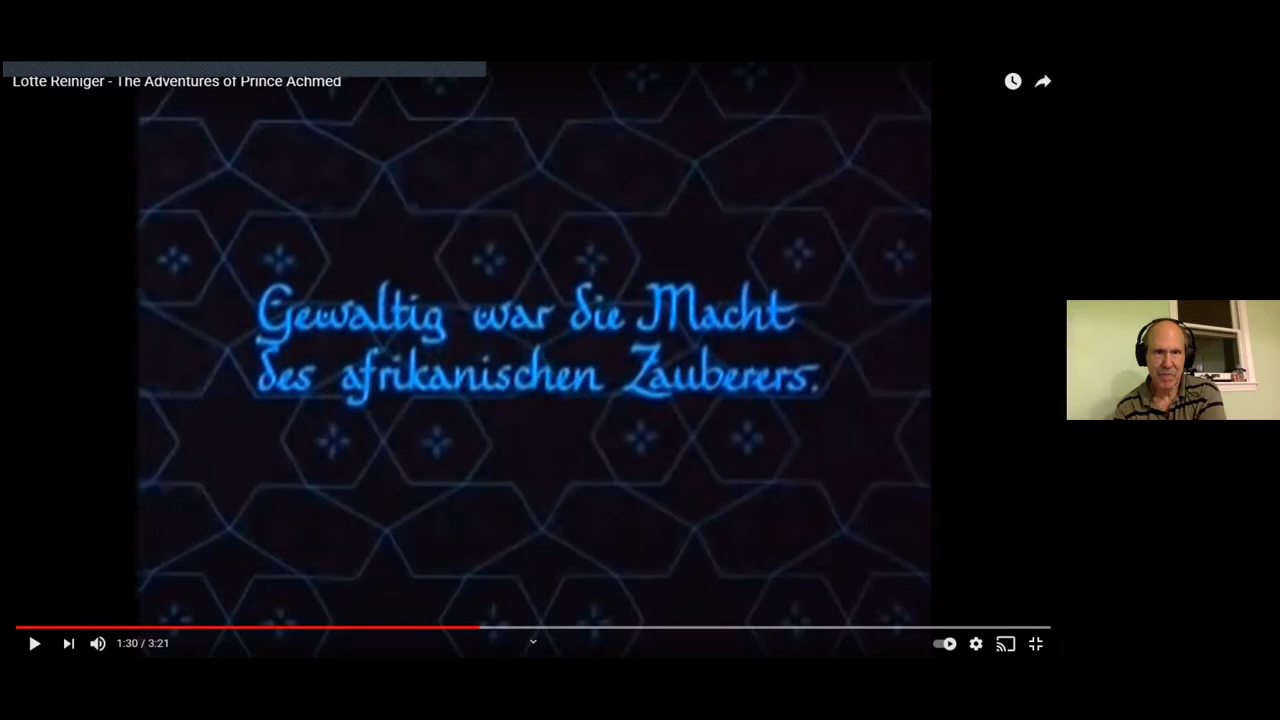 Lotte Reiniger - The Adventures of Prince Achmed
Gewaltig war die Macht
des afrikanischen Zauberers.
1:30 / 3:21